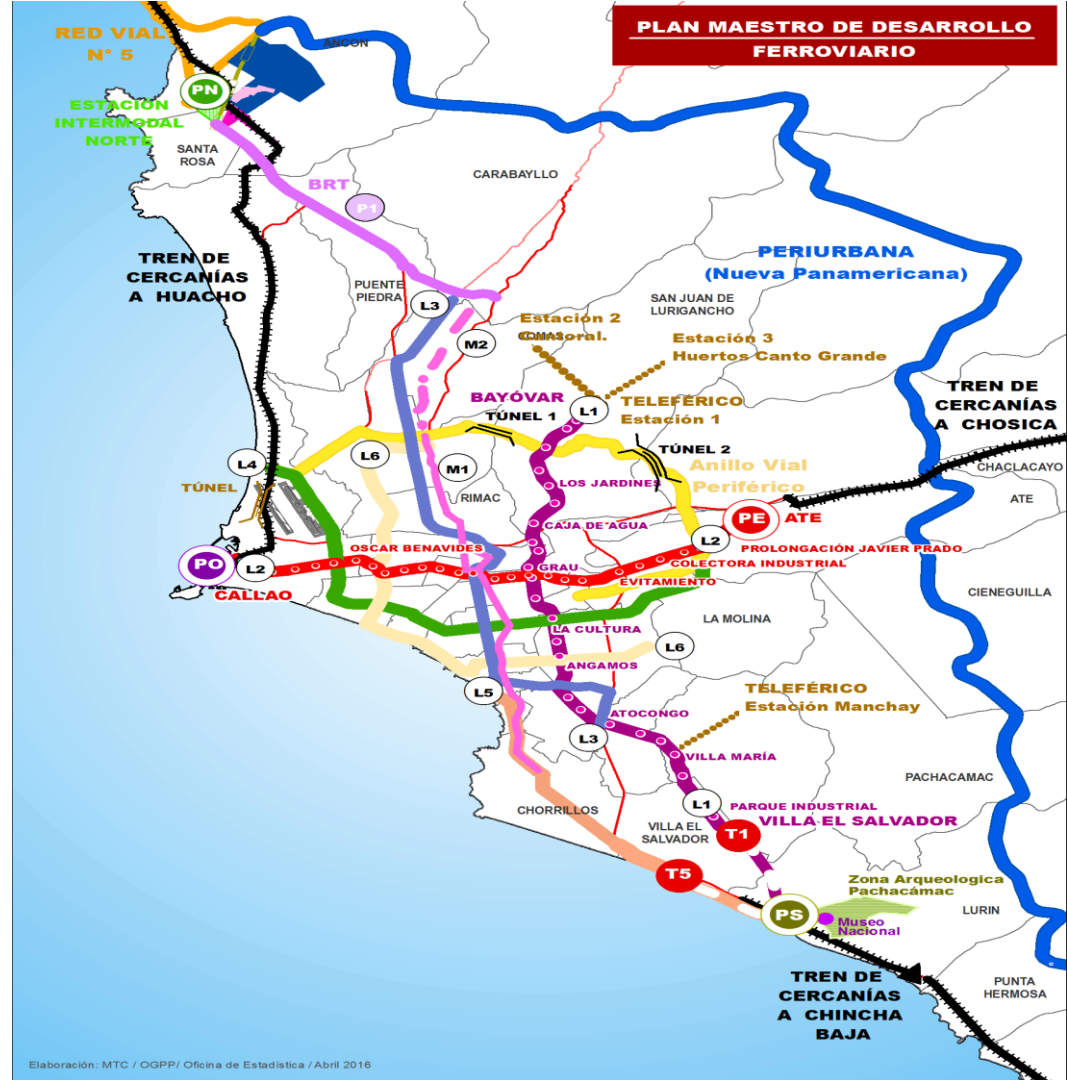 PLAN MAESTRO DE DESARROLLO
FERROVIARIO
RED VIAL
N° 5
ANCON
PN
ESTACIÓN
INTERMODAL
NORTE
SANTA
ROSA
CARABAYLLO
BRT
P1
TREN DE
CERCANÍAS
A HUACHO
PERIURBANA
(Nueva Panamericana)
PUENTE
PIEDRA
L3
SAN JUAN DE
LURIGANCHO
Estación 2
COMAS
M2
Estación 3
Huertos Canto Grande
TREN DE
CERCANÍAS
A CHOSICA
BAYÓVAR
L1
TELEFÉRICO
Estación 1
TÚNEL 1
TÚNEL 2
L4
L6
M1
Anillo Vial
Periférico
CHACLACAYO
TÚNEL
RIMAC
LOS JARDINES
ATE
CAJA DE AGUA
PE
ATE
OSCAR BENAVIDES
L2
PROLONGACIÓN JAVIER PRADO
PO
L2
GRAU
COLECTORA INDUSTRIAL
EVITAMIENTO
CALLAO
CIENEGUILLA
LA CULTURA
LA MOLINA
L6
ANGAMOS
L5
TELEFÉRICO
Estación Manchay
ATOCONGO
L3
VILLA MARÍA
PACHACAMAC
CHORRILLOS
L1
PARQUE INDUSTRIAL
VILLA EL SALVADOR
VILLA EL
SALVADOR
T1
T5
Zona Arqueologica
Pachacámac
PS
LURIN
Museo
Nacional
TREN DE
CERCANÍAS
A CHINCHA
BAJA
PUNTA
HERMOSA
Elaboración: MTC / OGPP/ Oficina de Estadística / Abril 2016